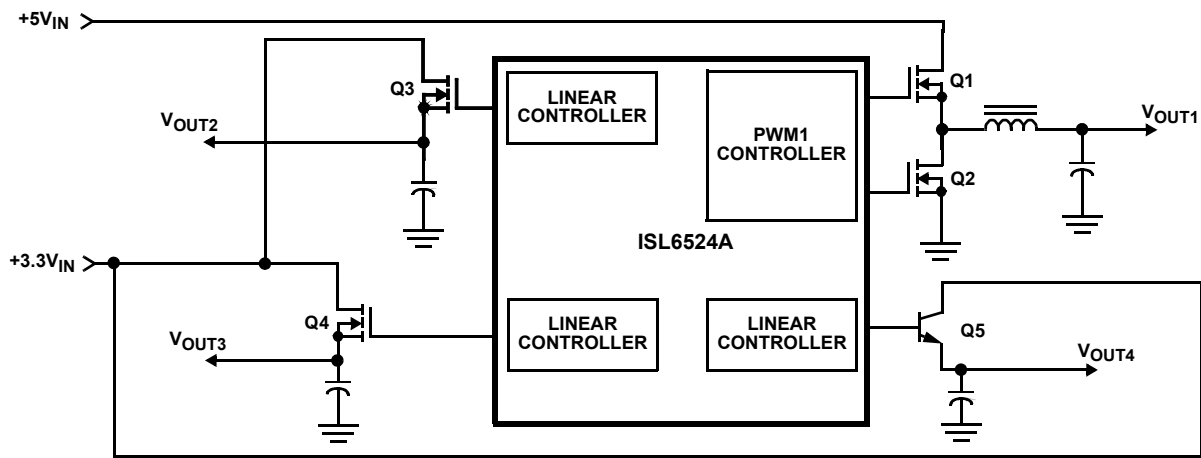 +5VIN
Q3
LINEAR
CONTROLLER
PWM1
CONTROLLER
Q1
VOUT2
VOUT1
Q2
ISL6524A
+3.3VIN
Q4
LINEAR
CONTROLLER
LINEAR
CONTROLLER
Q5
VOUT3
VOUT4